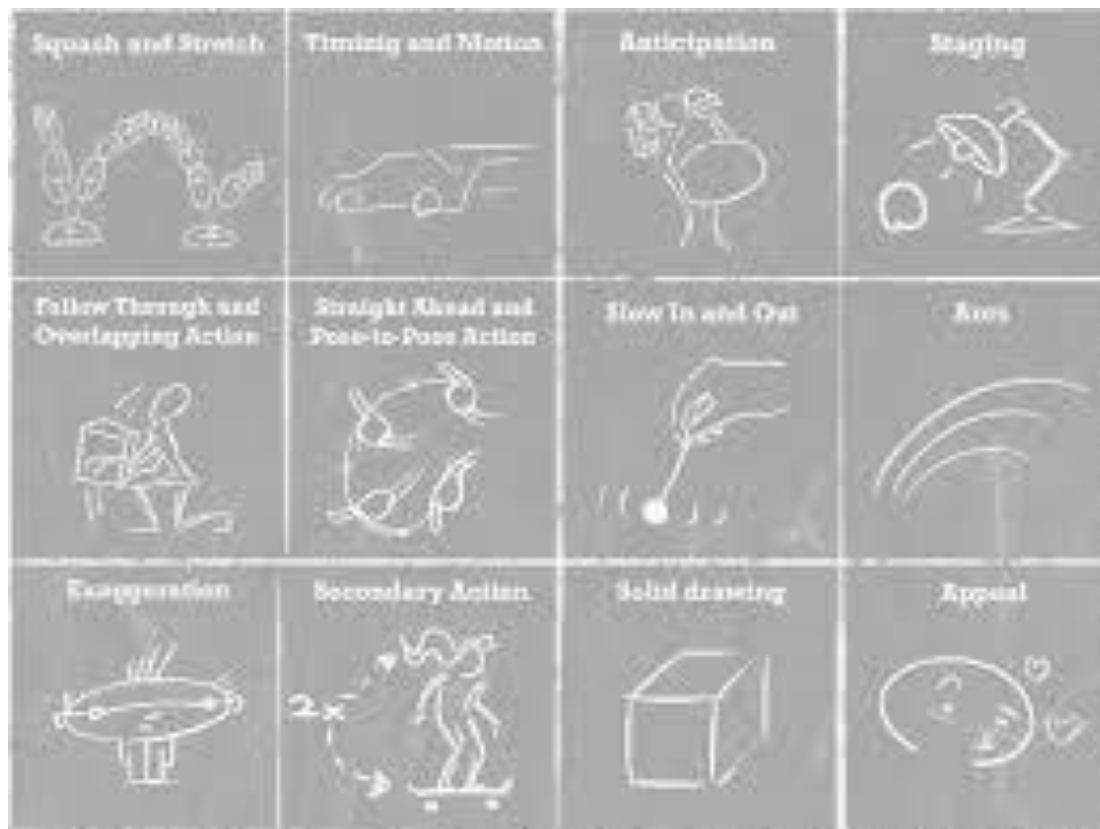 Squash and Stretch
Timinig and Motion
Anticipation
Staging
Follow Through and
Overlapping Action
Straight Ahead and
Pose-to-Pose Action
Slow In and Out
Arcs
Exaggeration
Secondary Action
2x
Solid drawing
Appeal